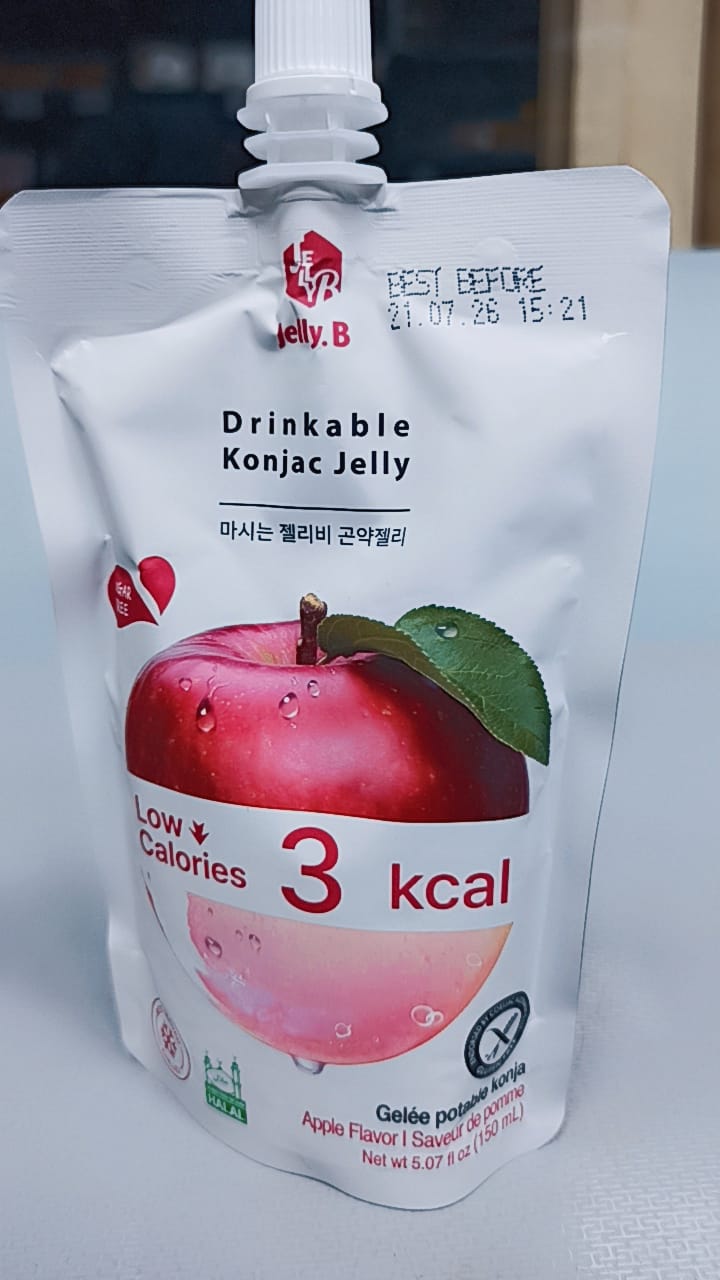 JELLY B
Jelly.B
BEST BEFORE
21.07.26 15:21
Drinkable
Konjac Jelly
마시는 젤리비 곤약젤리
FREE
Low
Calories
3 kcal
HALAL
Gelée potable konja
Apple Flavor | Saveur de pomme
Net wt 5.07 fl oz (150 mL)